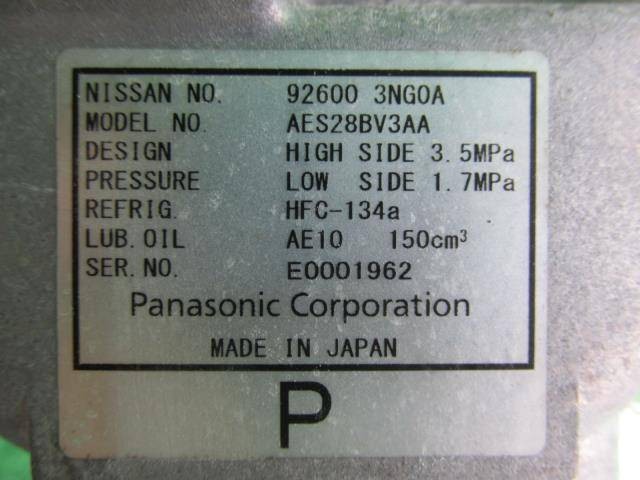 NISSAN NO. 92600 3NG0A
MODEL NO. AES28BV3AA
DESIGN HIGH SIDE 3.5MPa
PRESSURE LOW SIDE 1.7MPa
REFRIG. HFC-134a
LUB.OIL AE10 150cm³
SER.NO. E0001962
Panasonic Corporation
MADE IN JAPAN
P